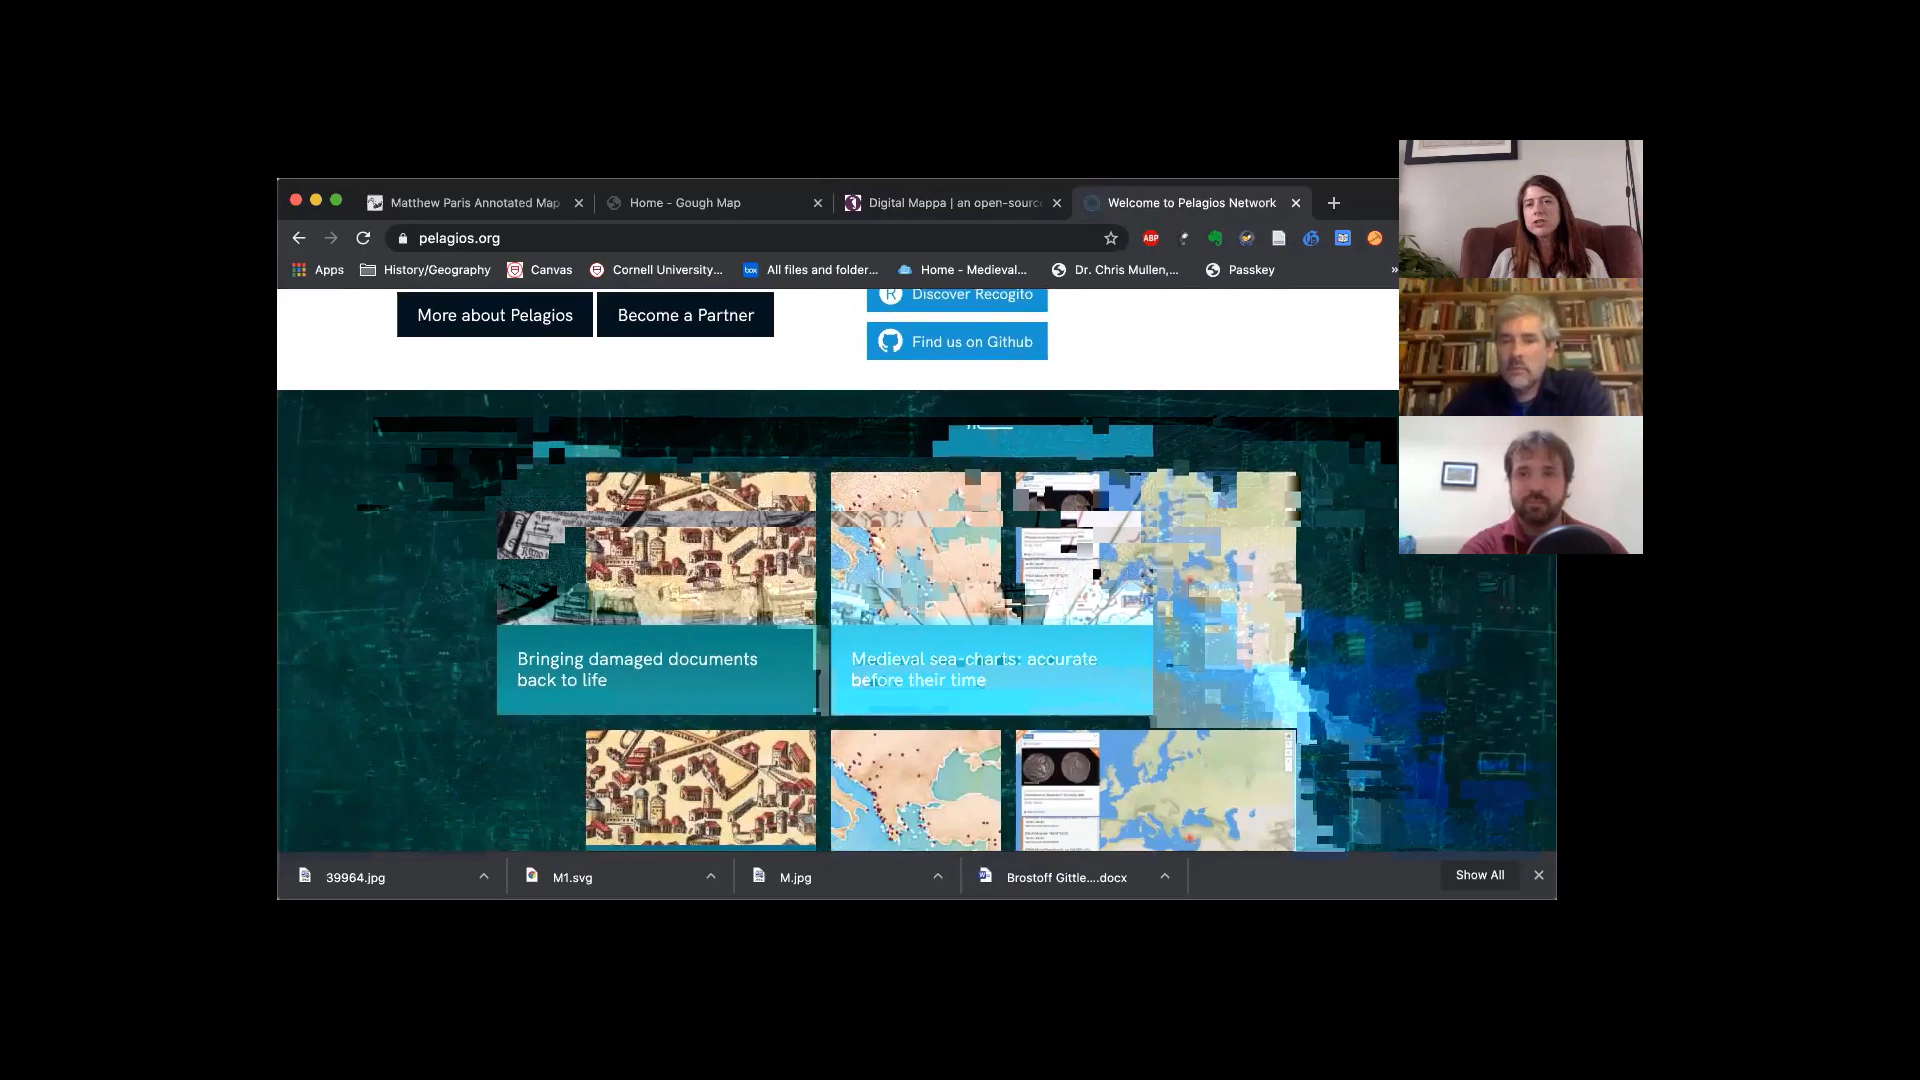 Matthew Paris Annotated Map
Home - Gough Map
Digital Mappa | an open-sourc
Welcome to Pelagios Network
pelagios.org
ABP
Apps
History/Geography
Canvas
Cornell University...
box
All files and folder...
Home - Medieval...
Dr. Chris Mullen,...
Passkey
»
More about Pelagios
Become a Partner
R Discover Recogito
Find us on Github
Bringing damaged documents
back to life
Medieval sea-charts: accurate
before their time
39964.jpg
M1.svg
M.jpg
Brostoff Gittle....docx
Show All